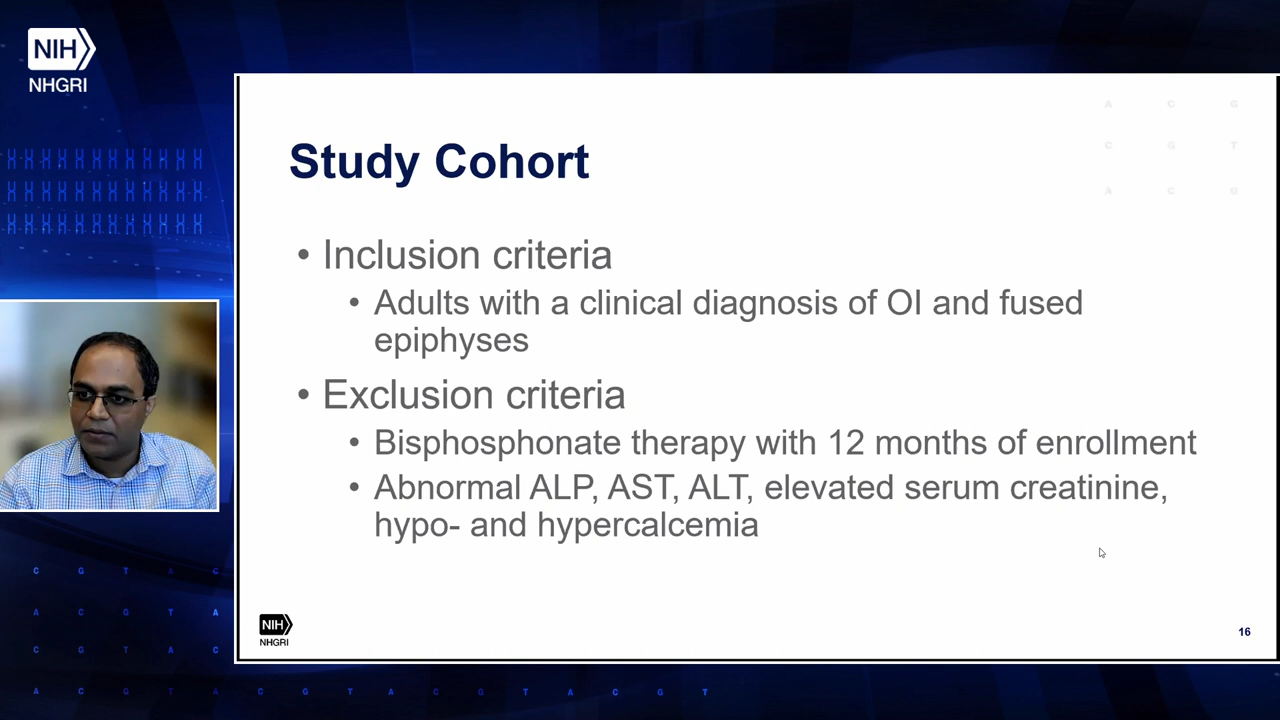 NIH
NHGRI
A C G
C G T
A C G
Study Cohort
• Inclusion criteria
• Adults with a clinical diagnosis of OI and fused
epiphyses
• Exclusion criteria
• Bisphosphonate therapy with 12 months of enrollment
• Abnormal ALP, AST, ALT, elevated serum creatinine,
hypo- and hypercalcemia
NIH
NHGRI
16
C G T A C
A C G T A
C G T A C
A C G T A C G T A C G T A C G T